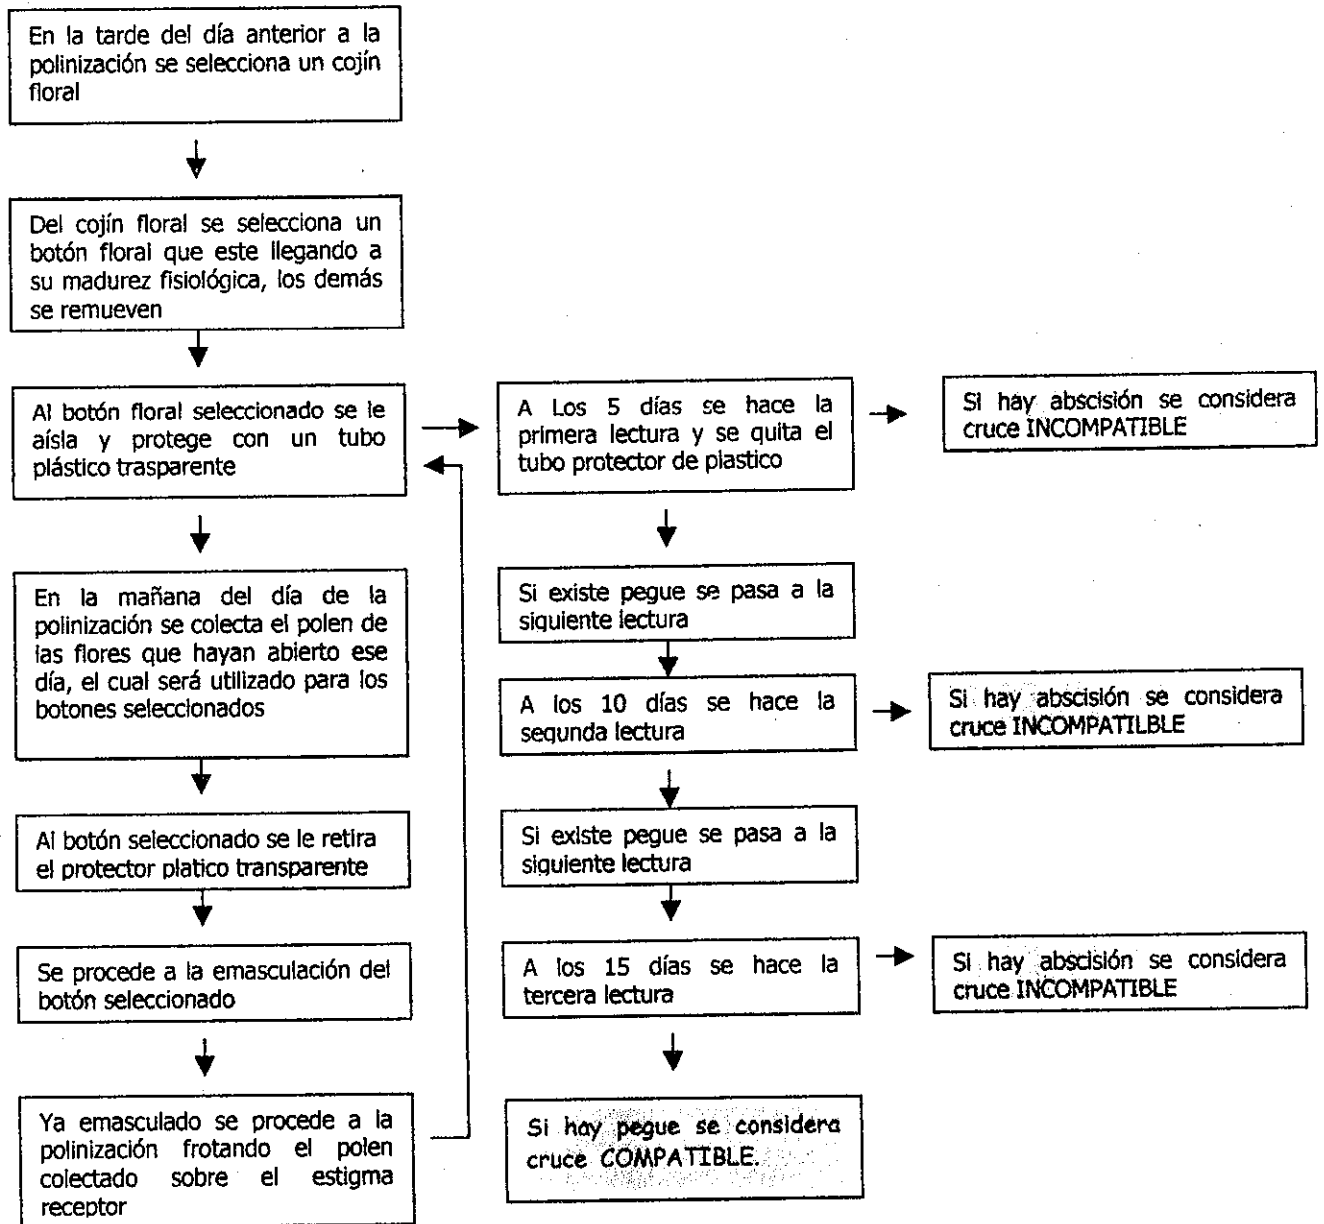 En la tarde del día anterior a la
polinización se selecciona un cojín
floral
Del cojín floral se selecciona un
botón floral que este llegando a
su madurez fisiológica, los demás
se remueven
Al botón floral seleccionado se le
aísla y protege con un tubo
plástico trasparente
En la mañana del día de la
polinización se colecta el polen de
las flores que hayan abierto ese
día, el cual será utilizado para los
botones seleccionados
Al botón seleccionado se le retira
el protector platico transparente
Se procede a la emasculación del
botón seleccionado
Ya emasculado se procede a la
polinización frotando el polen
colectado sobre el estigma
receptor
A Los 5 días se hace la
primera lectura y se quita el
tubo protector de plastico
Si hay abscisión se considera
cruce INCOMPATIBLE
Si existe pegue se pasa a la
siguiente lectura
A los 10 días se hace la
segunda lectura
Si hay abscisión se considera
cruce INCOMPATILBLE
Si existe pegue se pasa a la
siguiente lectura
A los 15 días se hace la
tercera lectura
Si hay abscisión se considera
cruce INCOMPATIBLE
Si hay pegue se considera
cruce COMPATIBLE.